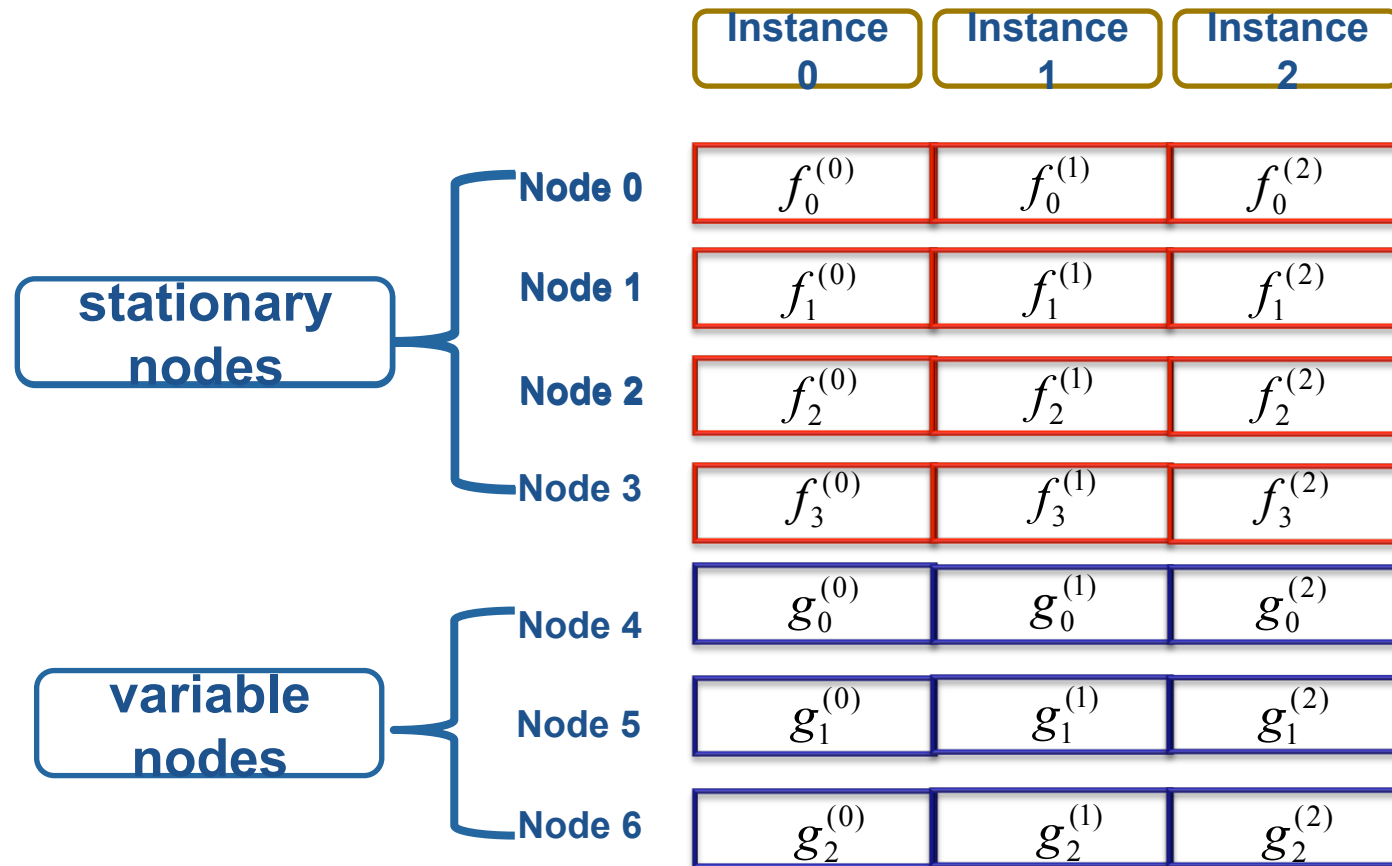 Instance 0
Instance 1
Instance 2
Node 0
f_0^{(0)} f_0^{(1)} f_0^{(2)}
Node 1
f_1^{(0)} f_1^{(1)} f_1^{(2)}
stationary
nodes
Node 2
f_2^{(0)} f_2^{(1)} f_2^{(2)}
Node 3
f_3^{(0)} f_3^{(1)} f_3^{(2)}
Node 4
g_0^{(0)} g_0^{(1)} g_0^{(2)}
variable
nodes
Node 5
g_1^{(0)} g_1^{(1)} g_1^{(2)}
Node 6
g_2^{(0)} g_2^{(1)} g_2^{(2)}